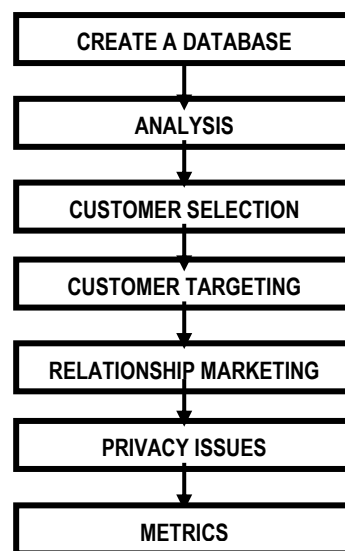 CREATE A DATABASE
ANALYSIS
CUSTOMER SELECTION
CUSTOMER TARGETING
RELATIONSHIP MARKETING
PRIVACY ISSUES
METRICS